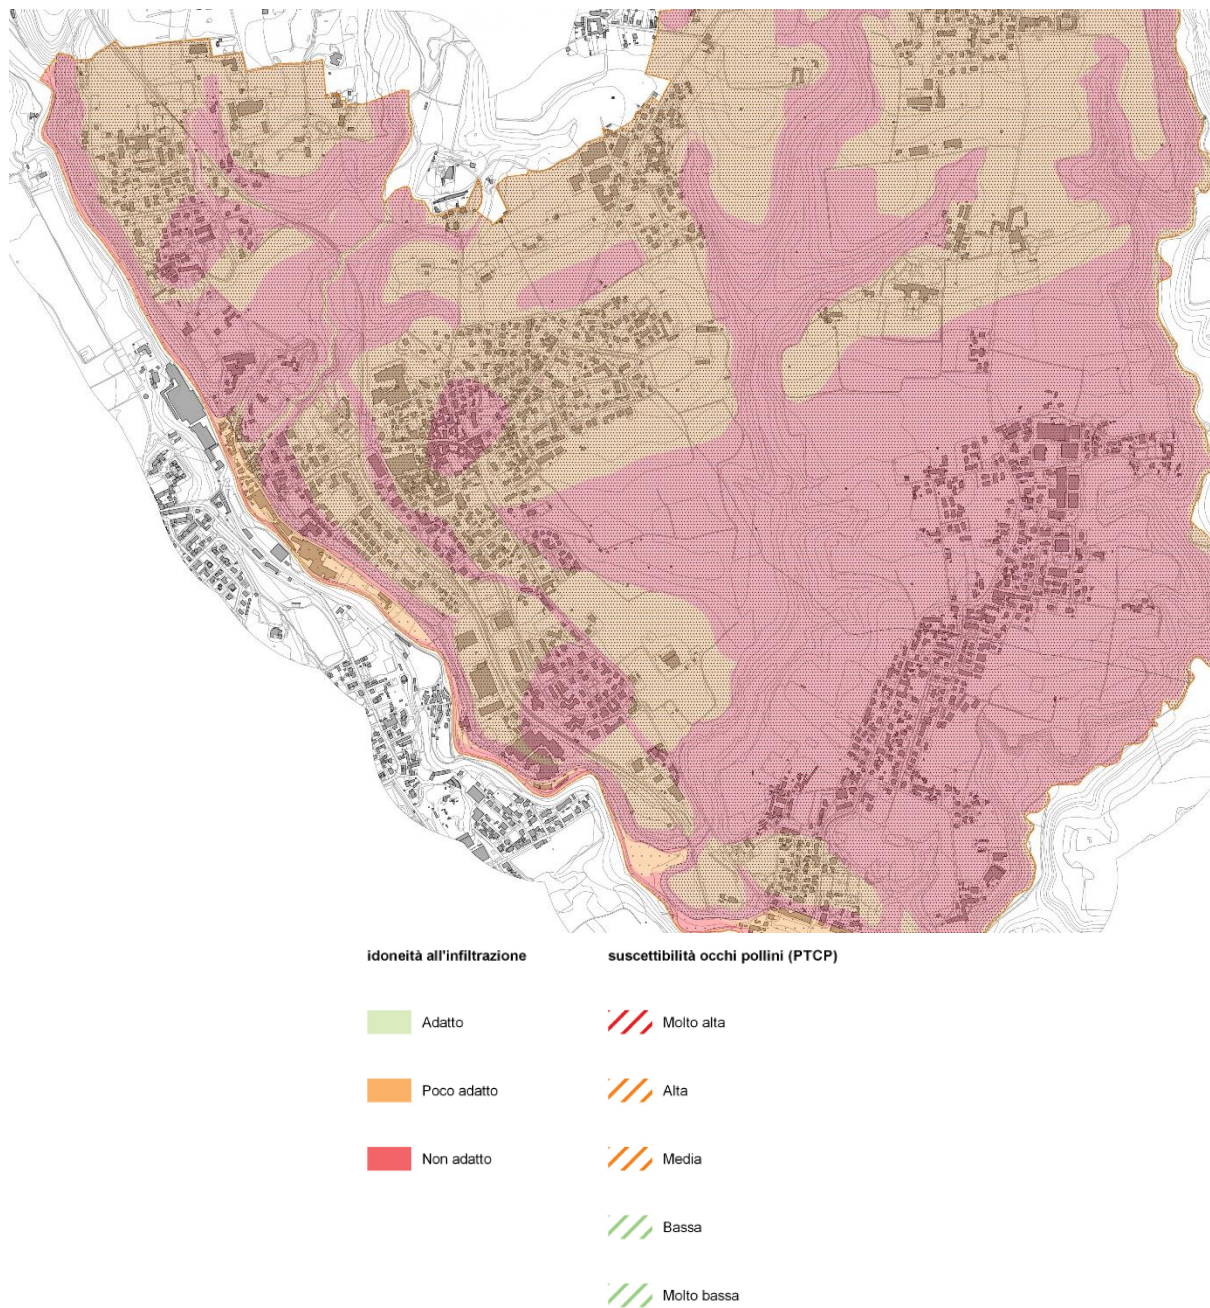 idoneità all'infiltrazione
Adatto
Poco adatto
Non adatto
suscettibilità occhi pollini (PTCP)
Molto alta
Alta
Media
Bassa
Molto bassa